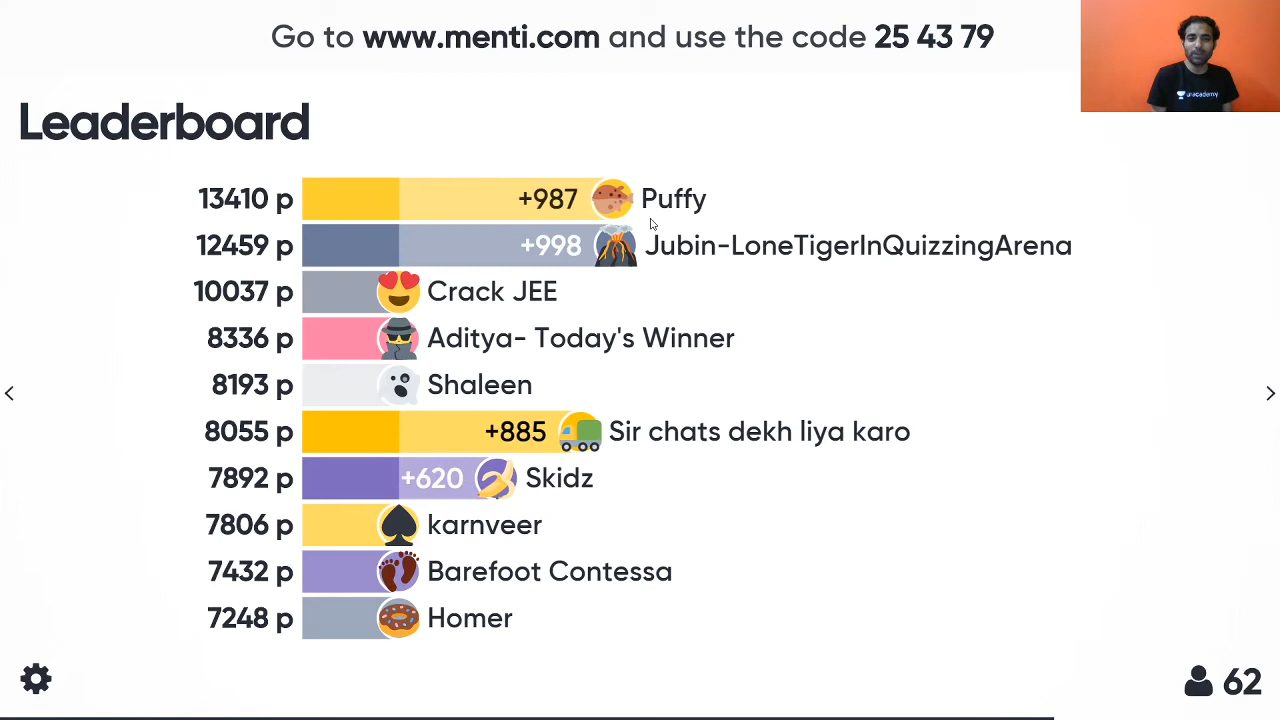 Go to www.menti.com and use the code 25 43 79
unacademy
Leaderboard
13410 p +987 Puffy
12459 p +998 Jubin-LoneTigerInQuizzingArena
10037 p Crack JEE
8336 p Aditya- Today's Winner
8193 p Shaleen
8055 p +885 Sir chats dekh liya karo
7892 p +620 Skidz
7806 p karnveer
7432 p Barefoot Contessa
7248 p Homer
62